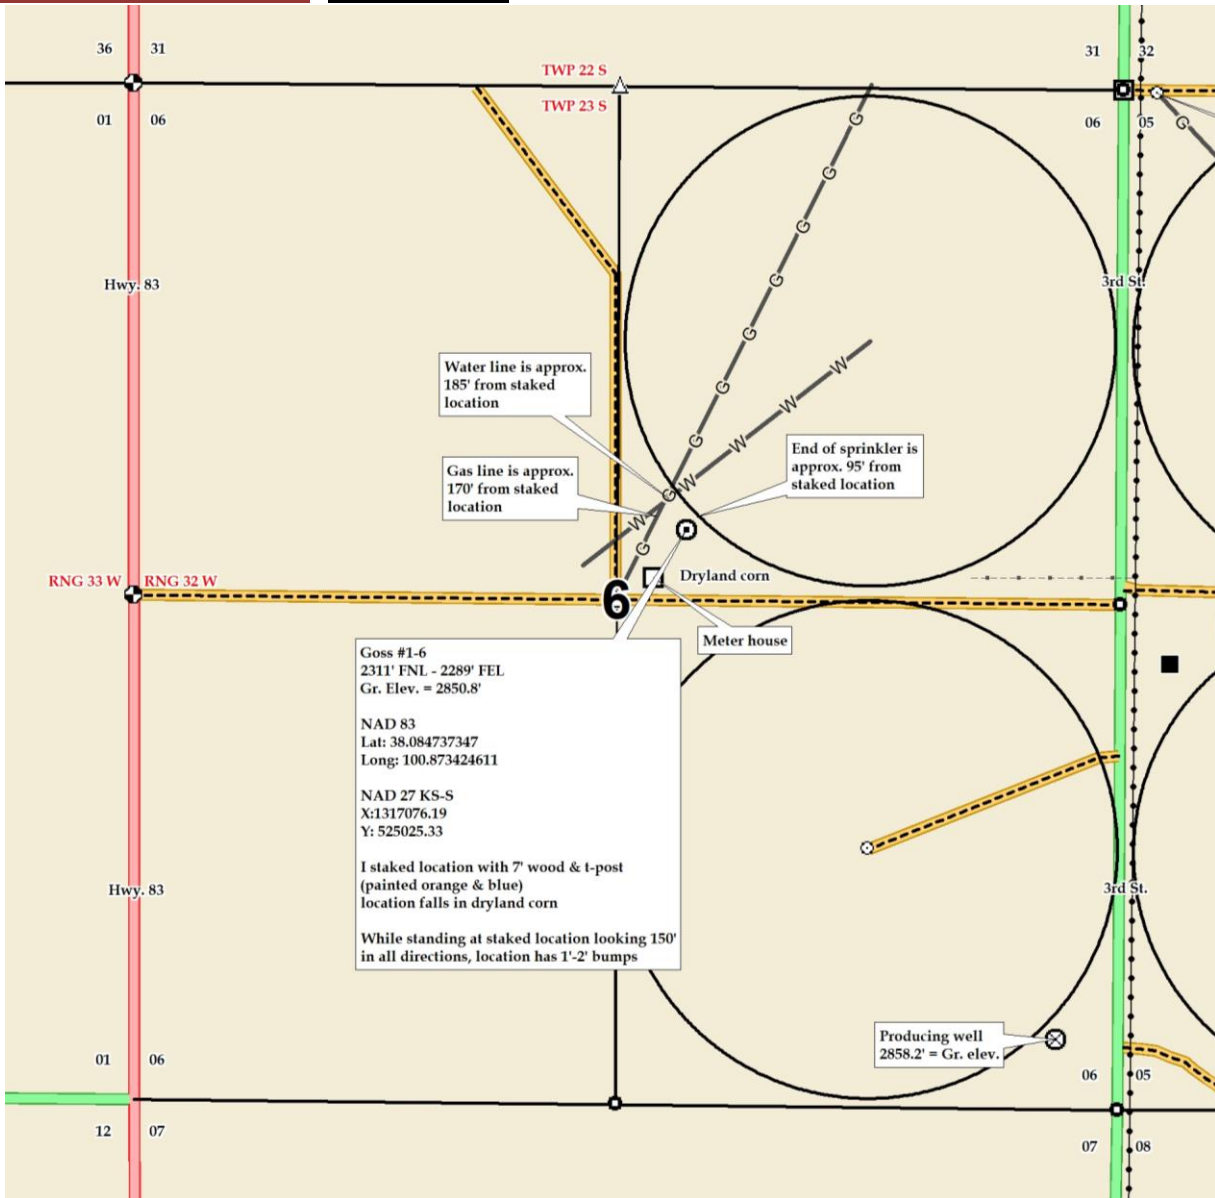 36 31
31 32
TWP 22 S
TWP 23 S
01 06
06 05
G
G
G
G
G
G
G
G
G
G
Hwy. 83
3rd St.
Water line is approx.
185' from staked
location
W
W
W
W
W
Gas line is approx.
170' from staked
location
End of sprinkler is
approx. 95' from
staked location
RNG 33 W RNG 32 W
6
Dryland corn
Meter house
Goss #1-6
2311' FNL - 2289' FEL
Gr. Elev. = 2850.8'
NAD 83
Lat: 38.084737347
Long: 100.873424611
NAD 27 KS-S
X:1317076.19
Y: 525025.33
I staked location with 7' wood & t-post
(painted orange & blue)
location falls in dryland corn
While standing at staked location looking 150'
in all directions, location has 1'-2' bumps
Hwy. 83
3rd St.
Producing well
2858.2' = Gr. elev.
01 06
06 05
12 07
07 08